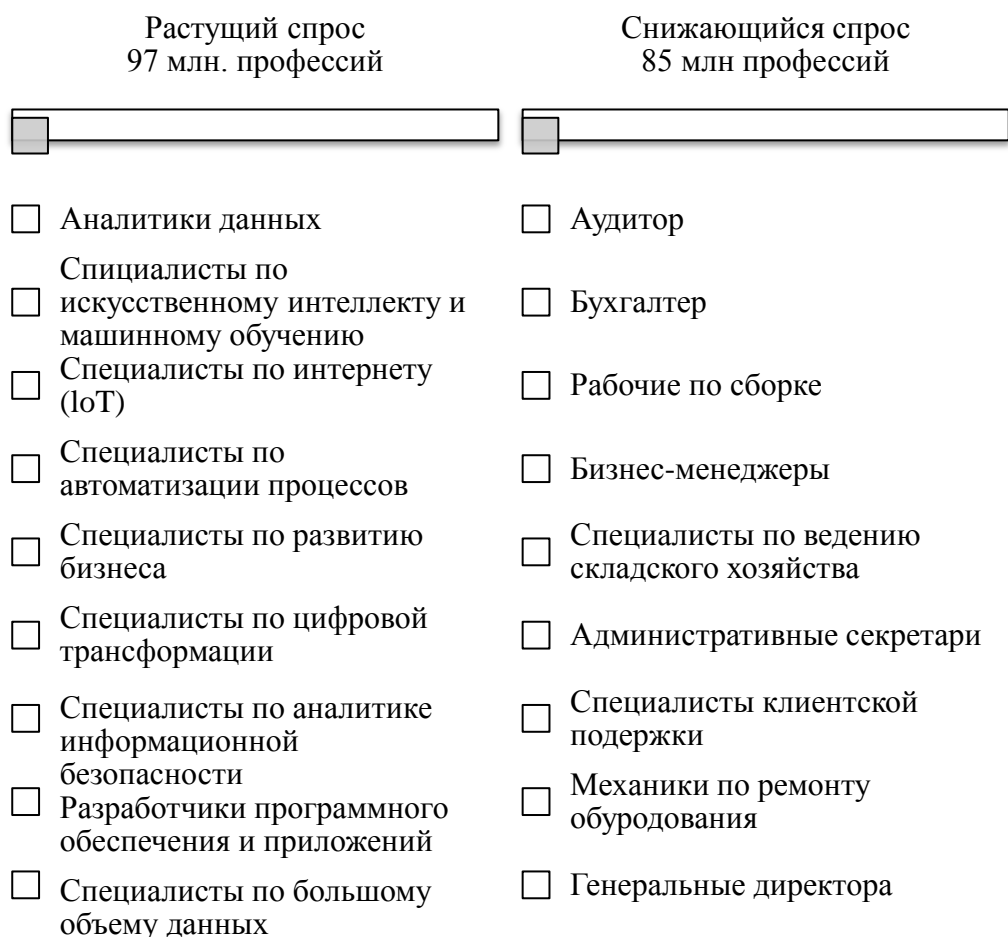 Растущий спрос
97 млн. профессий
Аналитики данных
Спициалисты по
искусственному интеллекту и
машинному обучению
Специалисты по интернету
(loT)
Специалисты по
автоматизации процессов
Специалисты по развитию
бизнеса
Специалисты по цифровой
трансформации
Специалисты по аналитике
информационной
безопасности
Разработчики программного
обеспечения и приложений
Специалисты по большому
объему данных
Снижающийся спрос
85 млн профессий
Аудитор
Бухгалтер
Рабочие по сборке
Бизнес-менеджеры
Специалисты по ведению
складского хозяйства
Административные секретари
Специалисты клиентской
подержки
Механики по ремонту
обуродования
Генеральные директора